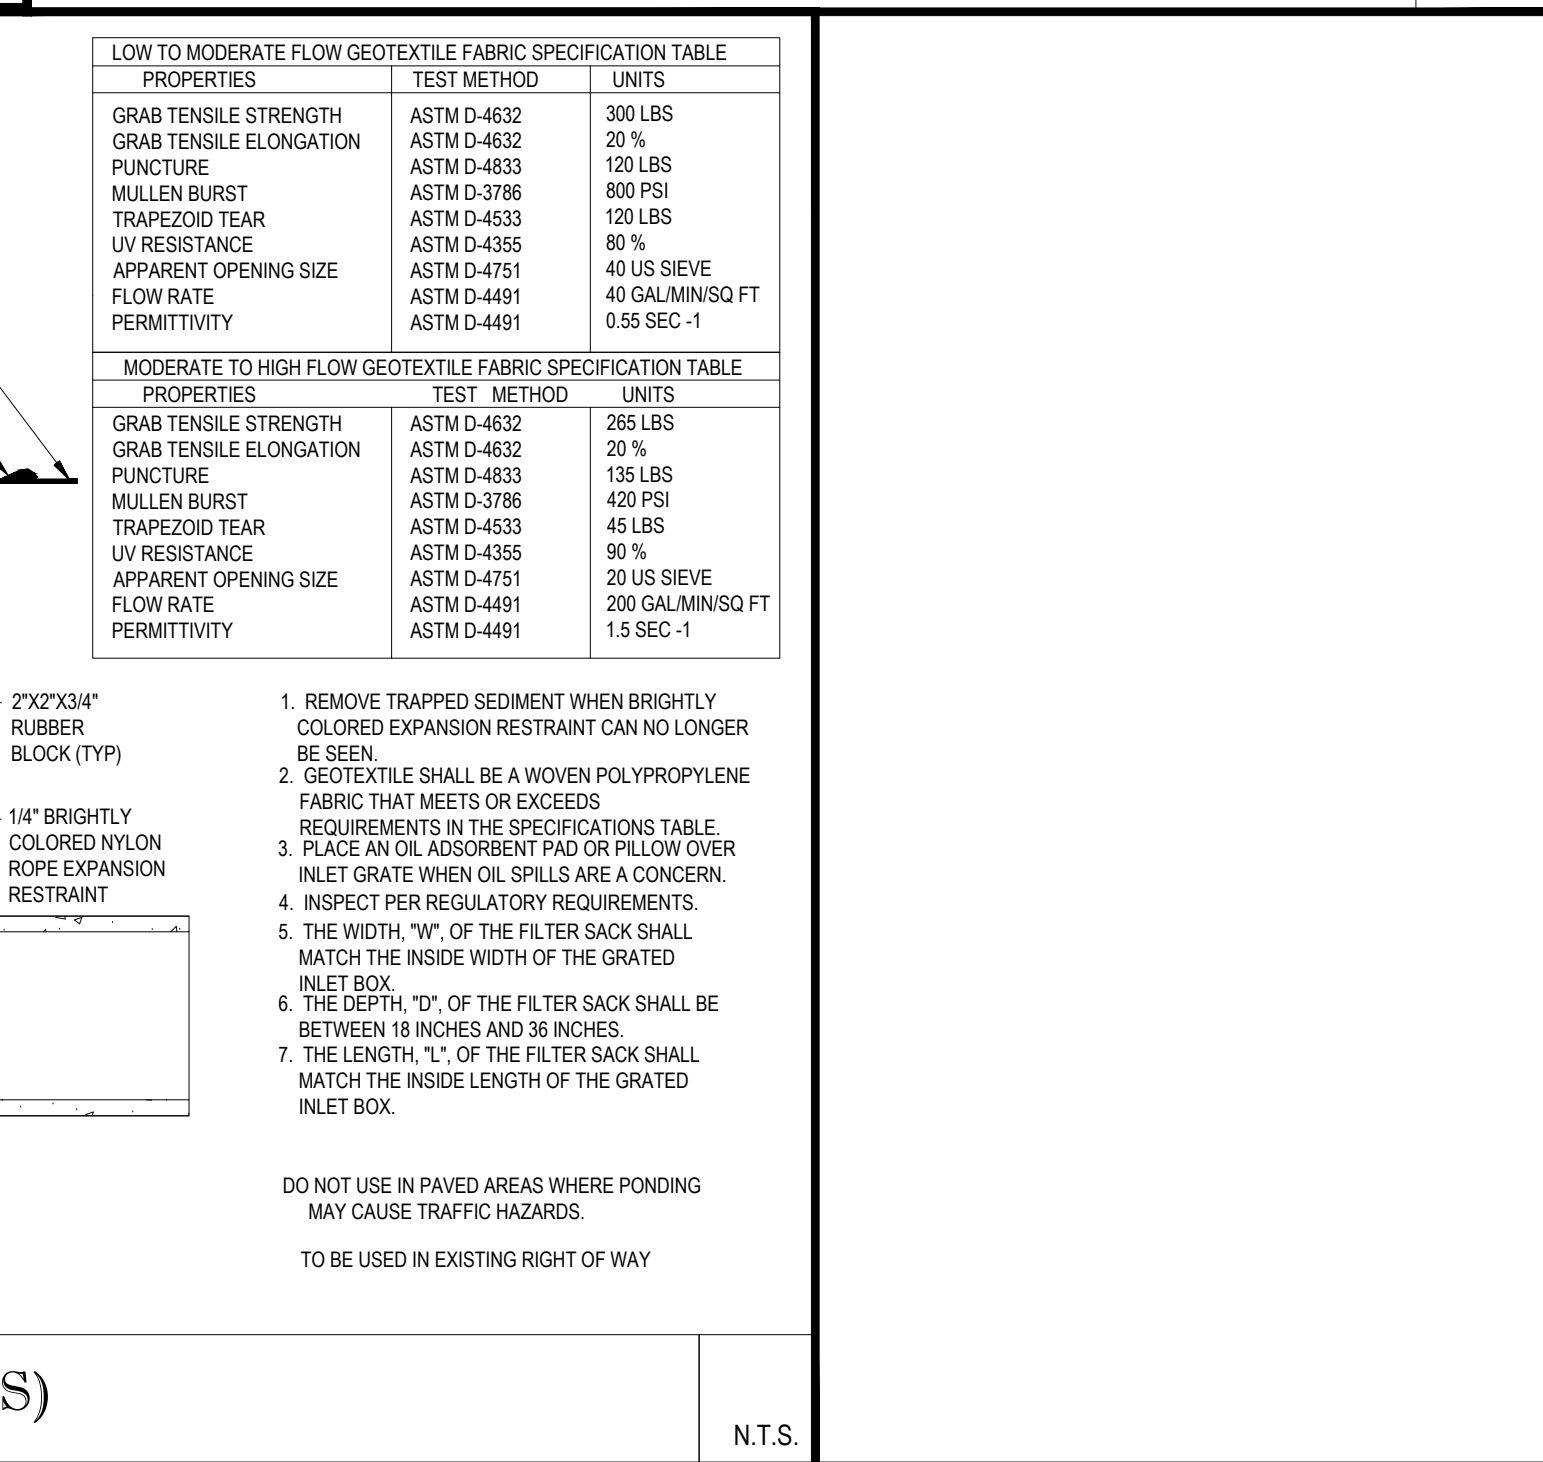 LOW TO MODERATE FLOW GEOTEXTILE FABRIC SPECIFICATION TABLE
PROPERTIES TEST METHOD UNITS
GRAB TENSILE STRENGTH ASTM D-4632 300 LBS
GRAB TENSILE ELONGATION ASTM D-4632 20 %
PUNCTURE ASTM D-4833 120 LBS
MULLEN BURST ASTM D-3786 800 PSI
TRAPEZOID TEAR ASTM D-4533 120 LBS
UV RESISTANCE ASTM D-4355 80 %
APPARENT OPENING SIZE ASTM D-4751 40 US SIEVE
FLOW RATE ASTM D-4491 40 GAL/MIN/SQ FT
PERMITTIVITY ASTM D-4491 0.55 SEC -1
MODERATE TO HIGH FLOW GEOTEXTILE FABRIC SPECIFICATION TABLE
PROPERTIES TEST METHOD UNITS
GRAB TENSILE STRENGTH ASTM D-4632 265 LBS
GRAB TENSILE ELONGATION ASTM D-4632 20 %
PUNCTURE ASTM D-4833 135 LBS
MULLEN BURST ASTM D-3786 420 PSI
TRAPEZOID TEAR ASTM D-4533 45 LBS
UV RESISTANCE ASTM D-4355 90 %
APPARENT OPENING SIZE ASTM D-4751 20 US SIEVE
FLOW RATE ASTM D-4491 200 GAL/MIN/SQ FT
PERMITTIVITY ASTM D-4491 1.5 SEC -1
2"X2"X3/4"
RUBBER
BLOCK (TYP)
1/4" BRIGHTLY
COLORED NYLON
ROPE EXPANSION
RESTRAINT
1. REMOVE TRAPPED SEDIMENT WHEN BRIGHTLY
COLORED EXPANSION RESTRAINT CAN NO LONGER
BE SEEN.
2. GEOTEXTILE SHALL BE A WOVEN POLYPROPYLENE
FABRIC THAT MEETS OR EXCEEDS
REQUIREMENTS IN THE SPECIFICATIONS TABLE.
3. PLACE AN OIL ADSORBENT PAD OR PILLOW OVER
INLET GRATE WHEN OIL SPILLS ARE A CONCERN.
4. INSPECT PER REGULATORY REQUIREMENTS.
5. THE WIDTH, "W", OF THE FILTER SACK SHALL
MATCH THE INSIDE WIDTH OF THE GRATED
INLET BOX.
6. THE DEPTH, "D", OF THE FILTER SACK SHALL BE
BETWEEN 18 INCHES AND 36 INCHES.
7. THE LENGTH, "L", OF THE FILTER SACK SHALL
MATCH THE INSIDE LENGTH OF THE GRATED
INLET BOX.
DO NOT USE IN PAVED AREAS WHERE PONDING
MAY CAUSE TRAFFIC HAZARDS.
TO BE USED IN EXISTING RIGHT OF WAY
S)
N.T.S.